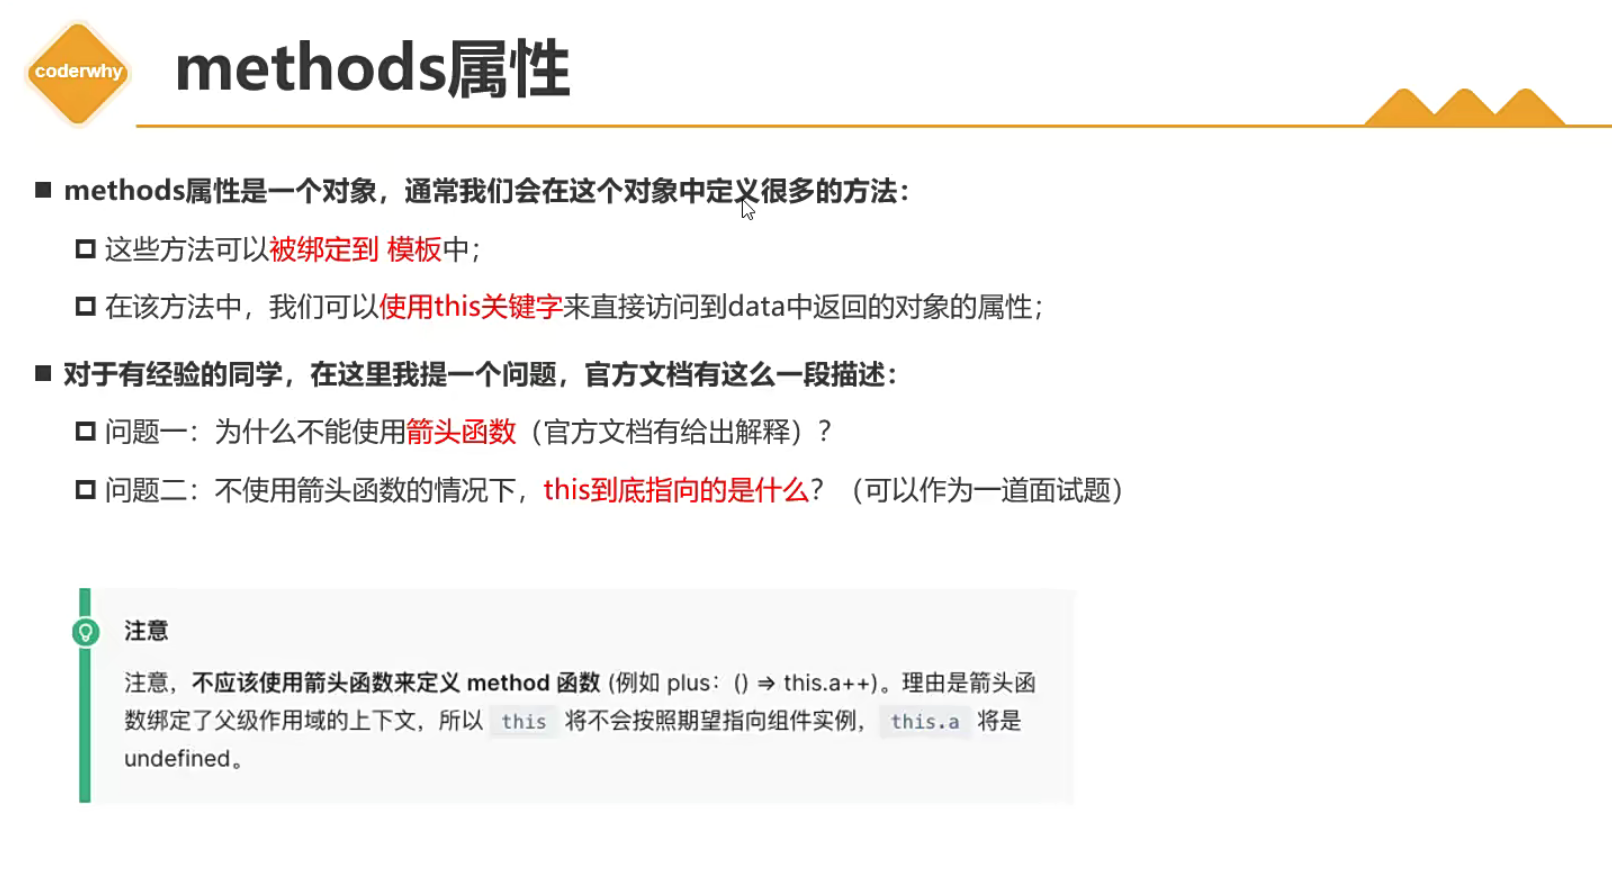 coderwhy
methods属性
methods属性是一个对象，通常我们会在这个对象中定义很多的方法：
这些方法可以被绑定到 模板中；
在该方法中，我们可以使用this关键字来直接访问到data中返回的对象的属性；
对于有经验的同学，在这里我提一个问题，官方文档有这么一段描述：
问题一：为什么不能使用箭头函数（官方文档有给出解释）？
问题二：不使用箭头函数的情况下，this到底指向的是什么？（可以作为一道面试题）
注意
注意，不应该使用箭头函数来定义 method 函数 (例如 plus：() => this.a++)。理由是箭头函
数绑定了父级作用域的上下文，所以 this 将不会按照期望指向组件实例，this.a 将是
undefined。